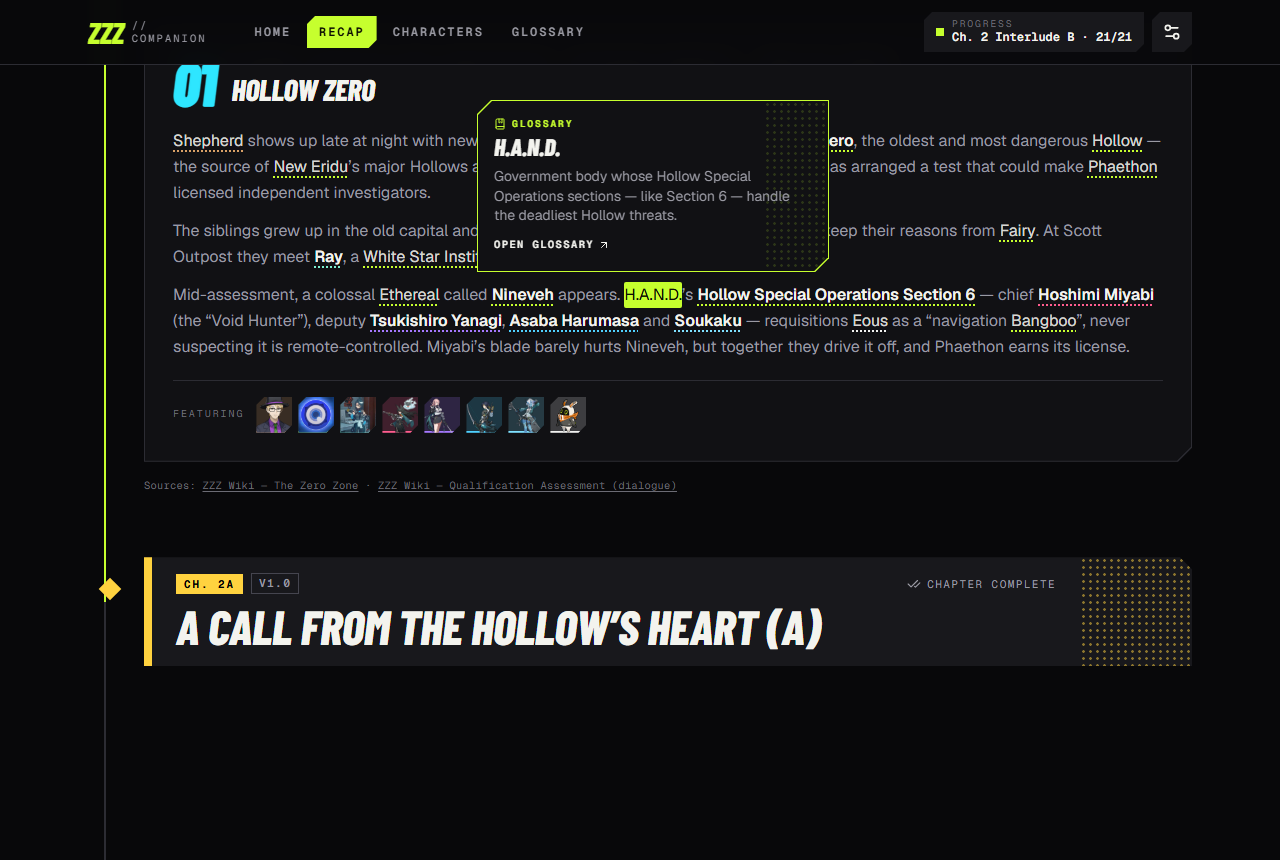 ZZZ // COMPANION
HOME
RECAP
CHARACTERS
GLOSSARY
PROGRESS
Ch. 2 Interlude B · 21/21
01 HOLLOW ZERO
Shepherd shows up late at night with new
ero, the oldest and most dangerous Hollow —
the source of New Eridu’s major Hollows a
as arranged a test that could make Phaethon
licensed independent investigators.
The siblings grew up in the old capital and
eep their reasons from Fairy. At Scott
Outpost they meet Ray, a White Star Instit
GLOSSARY
H.A.N.D.
Government body whose Hollow Special
Operations sections — like Section 6 — handle
the deadliest Hollow threats.
OPEN GLOSSARY
Mid-assessment, a colossal Ethereal called Nineveh appears. H.A.N.D.’s Hollow Special Operations Section 6 — chief Hoshimi Miyabi
(the “Void Hunter”), deputy Tsukishiro Yanagi, Asaba Harumasa and Soukaku — requisitions Eous as a “navigation Bangboo”, never
suspecting it is remote-controlled. Miyabi’s blade barely hurts Nineveh, but together they drive it off, and Phaethon earns its license.
FEATURING
Sources: ZZZ Wiki — The Zero Zone · ZZZ Wiki — Qualification Assessment (dialogue)
CH. 2A
V1.0
CHAPTER COMPLETE
A CALL FROM THE HOLLOW’S HEART (A)